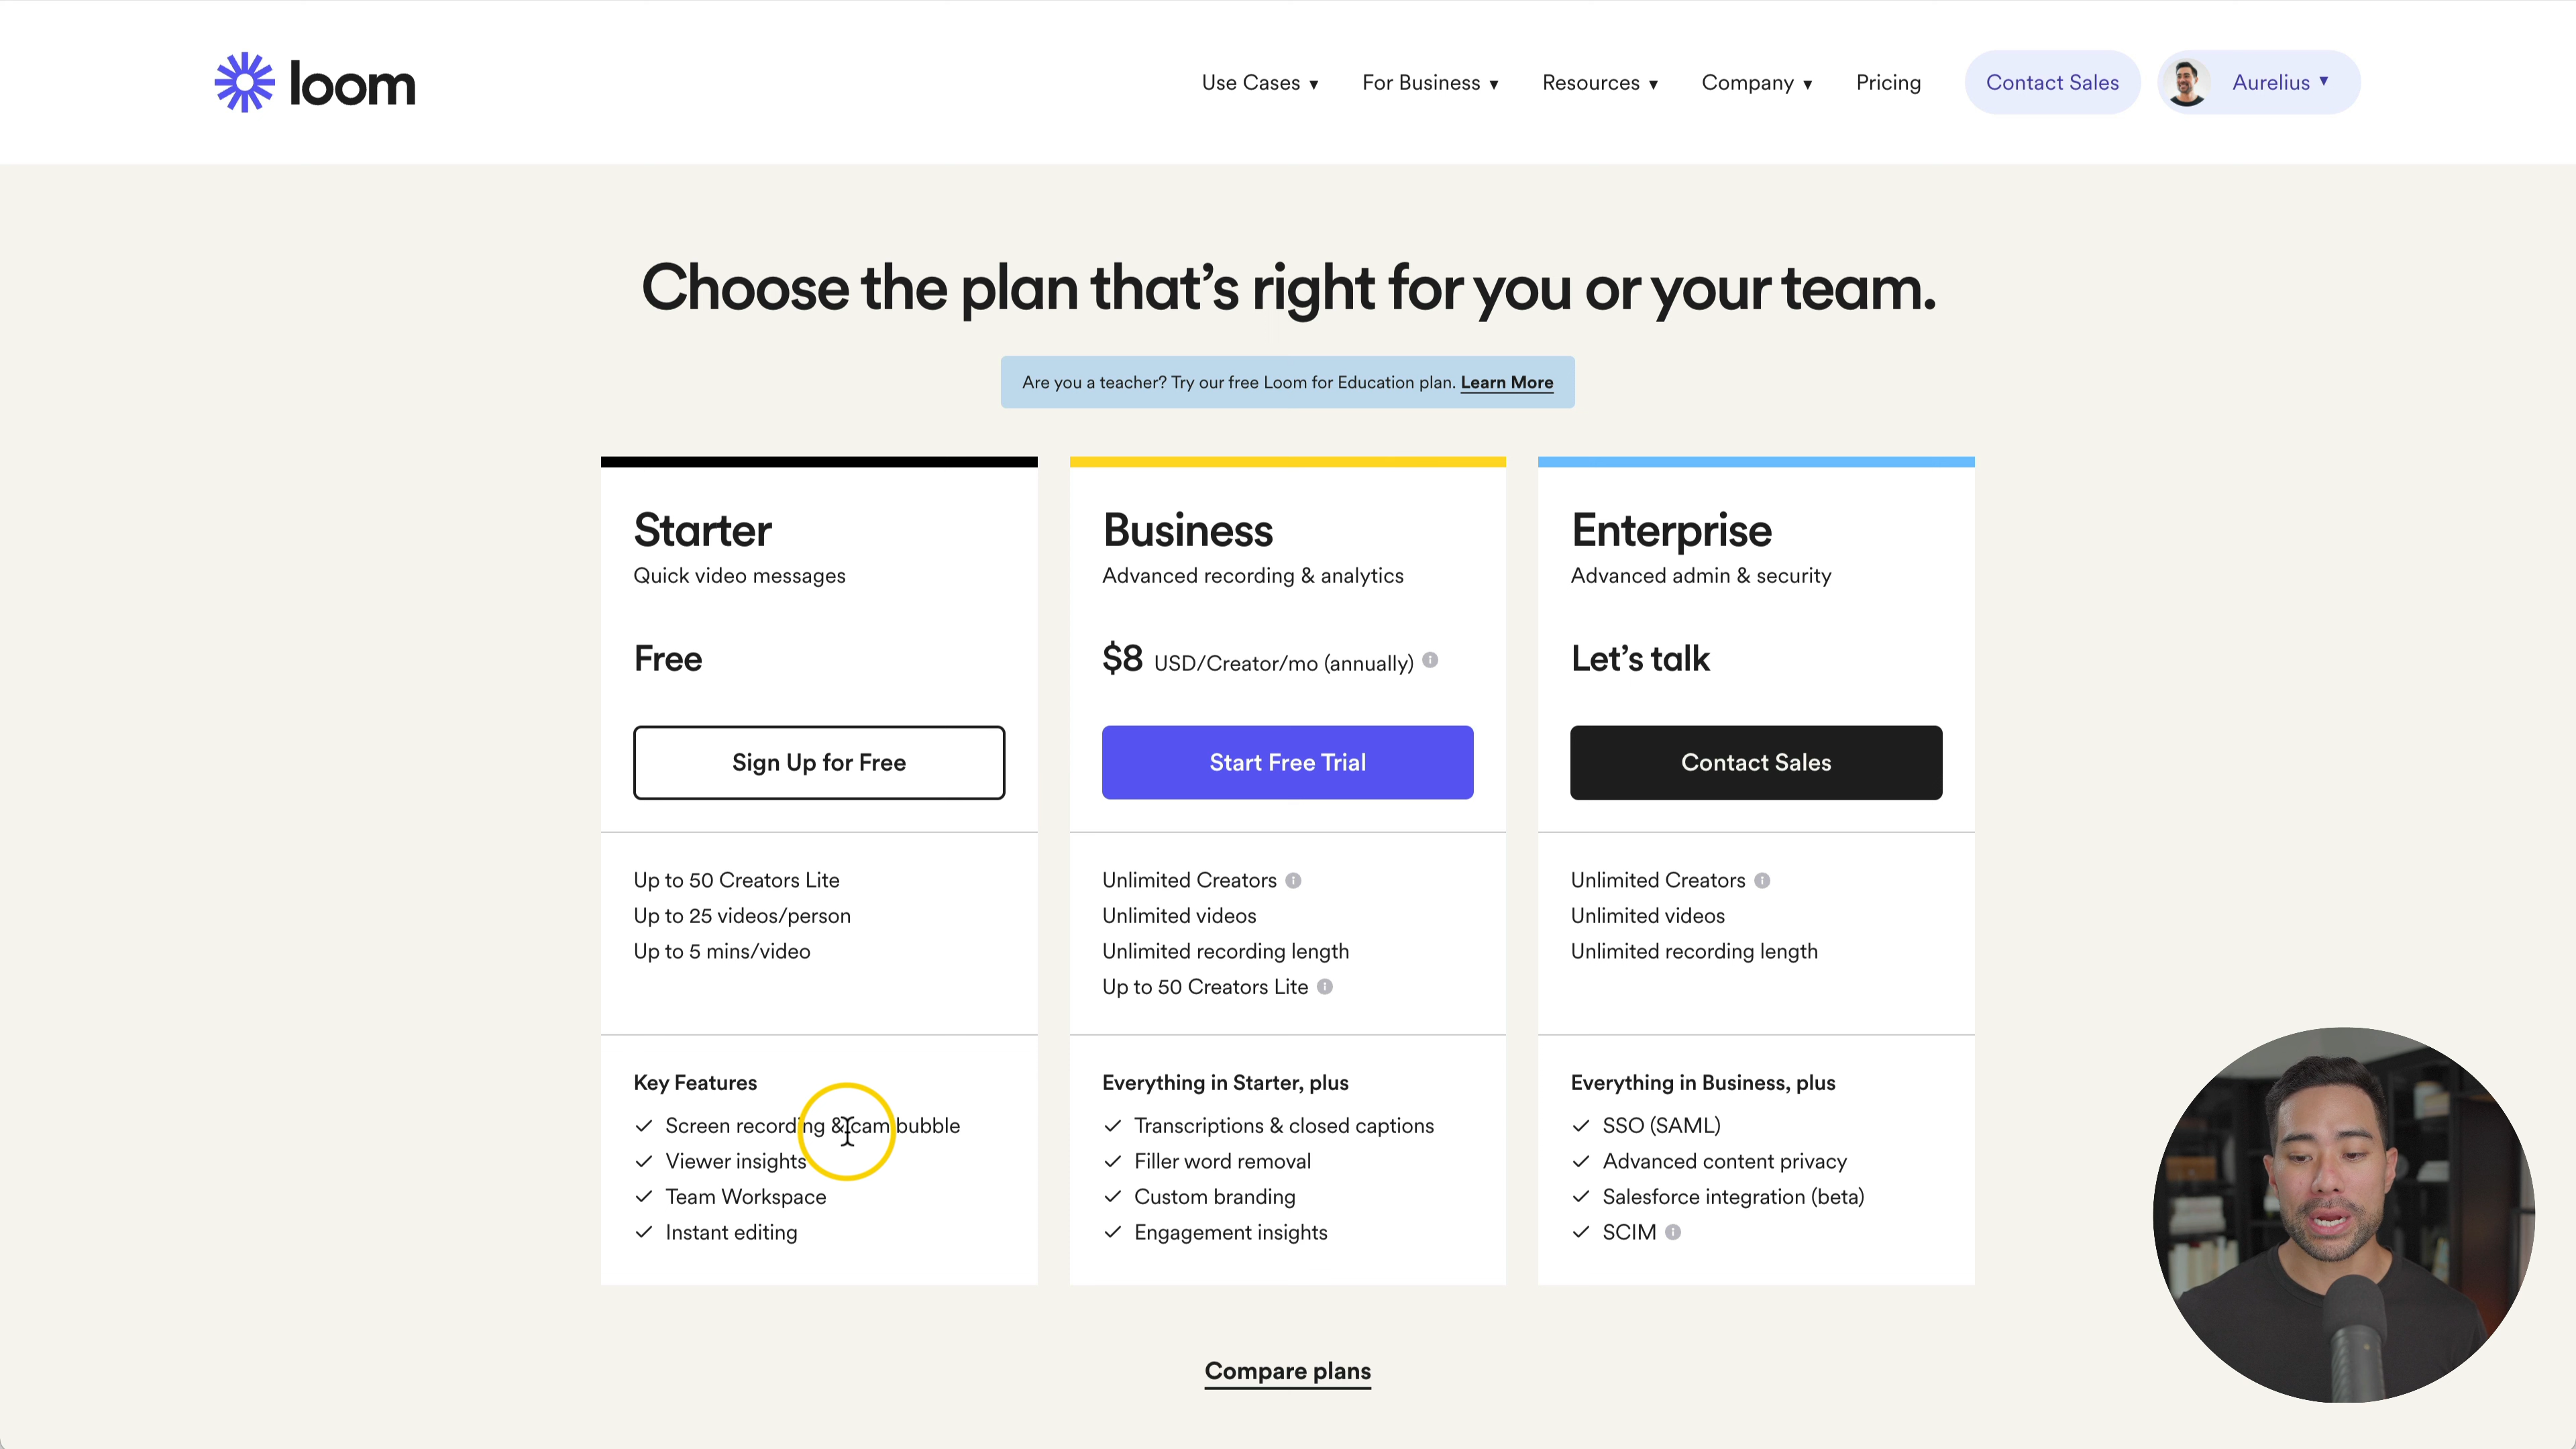 loom
Use Cases ▼ For Business ▼ Resources ▼ Company ▼ Pricing Contact Sales Aurelius ▼
Choose the plan that’s right for you or your team.
Are you a teacher? Try our free Loom for Education plan. Learn More
Starter
Quick video messages
Free
Sign Up for Free
Up to 50 Creators Lite
Up to 25 videos/person
Up to 5 mins/video
Key Features
✓ Screen recording & cam bubble
✓ Viewer insights
✓ Team Workspace
✓ Instant editing
Business
Advanced recording & analytics
$8 USD/Creator/mo (annually)
Start Free Trial
Unlimited Creators
Unlimited videos
Unlimited recording length
Up to 50 Creators Lite
Everything in Starter, plus
✓ Transcriptions & closed captions
✓ Filler word removal
✓ Custom branding
✓ Engagement insights
Enterprise
Advanced admin & security
Let’s talk
Contact Sales
Unlimited Creators
Unlimited videos
Unlimited recording length
Everything in Business, plus
✓ SSO (SAML)
✓ Advanced content privacy
✓ Salesforce integration (beta)
✓ SCIM
Compare plans